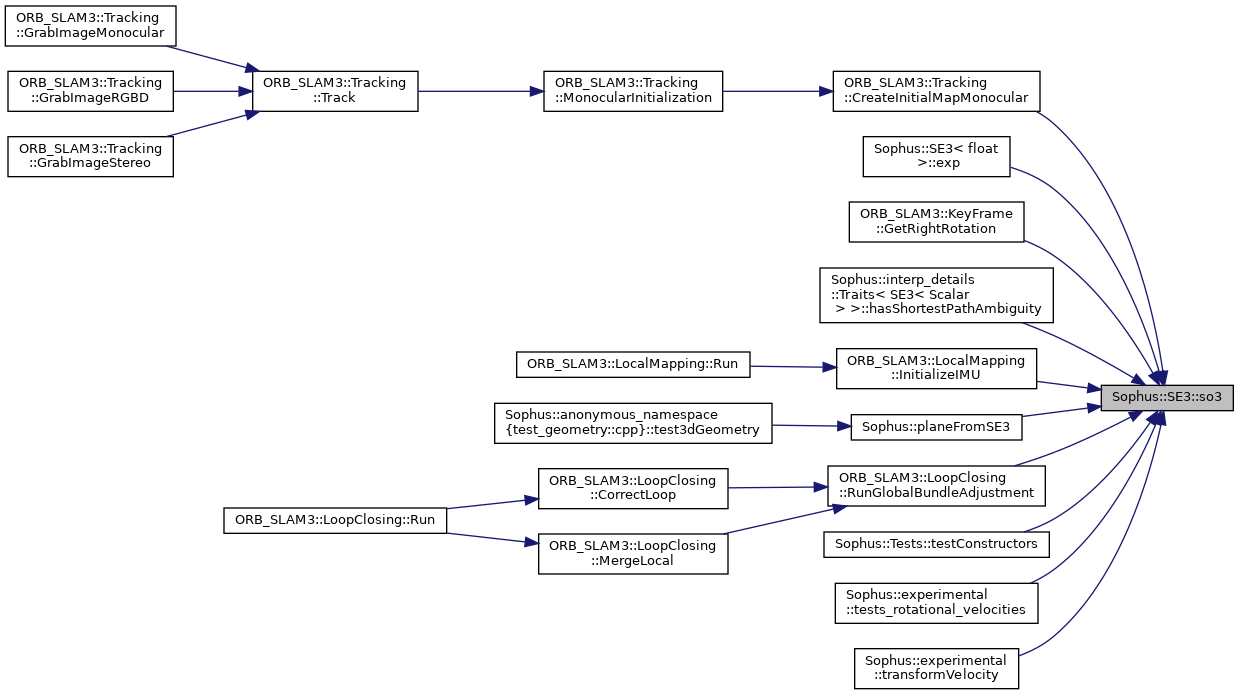 ORB_SLAM3::Tracking
::GrabImageMonocular
ORB_SLAM3::Tracking
::GrabImageRGBD
ORB_SLAM3::Tracking
::GrabImageStereo
ORB_SLAM3::Tracking
::Track
ORB_SLAM3::Tracking
::MonocularInitialization
ORB_SLAM3::Tracking
::CreateInitialMapMonocular
Sophus::SE3< float
>::exp
ORB_SLAM3::KeyFrame
::GetRightRotation
Sophus::interp_details
::Traits< SE3< Scalar
> >::hasShortestPathAmbiguity
ORB_SLAM3::LocalMapping::Run
ORB_SLAM3::LocalMapping
::InitializeIMU
Sophus::SE3::so3
Sophus::anonymous_namespace
{test_geometry::cpp}::test3dGeometry
Sophus::planeFromSE3
ORB_SLAM3::LoopClosing::Run
ORB_SLAM3::LoopClosing
::CorrectLoop
ORB_SLAM3::LoopClosing
::MergeLocal
ORB_SLAM3::LoopClosing
::RunGlobalBundleAdjustment
Sophus::Tests::testConstructors
Sophus::experimental
::tests_rotational_velocities
Sophus::experimental
::transformVelocity